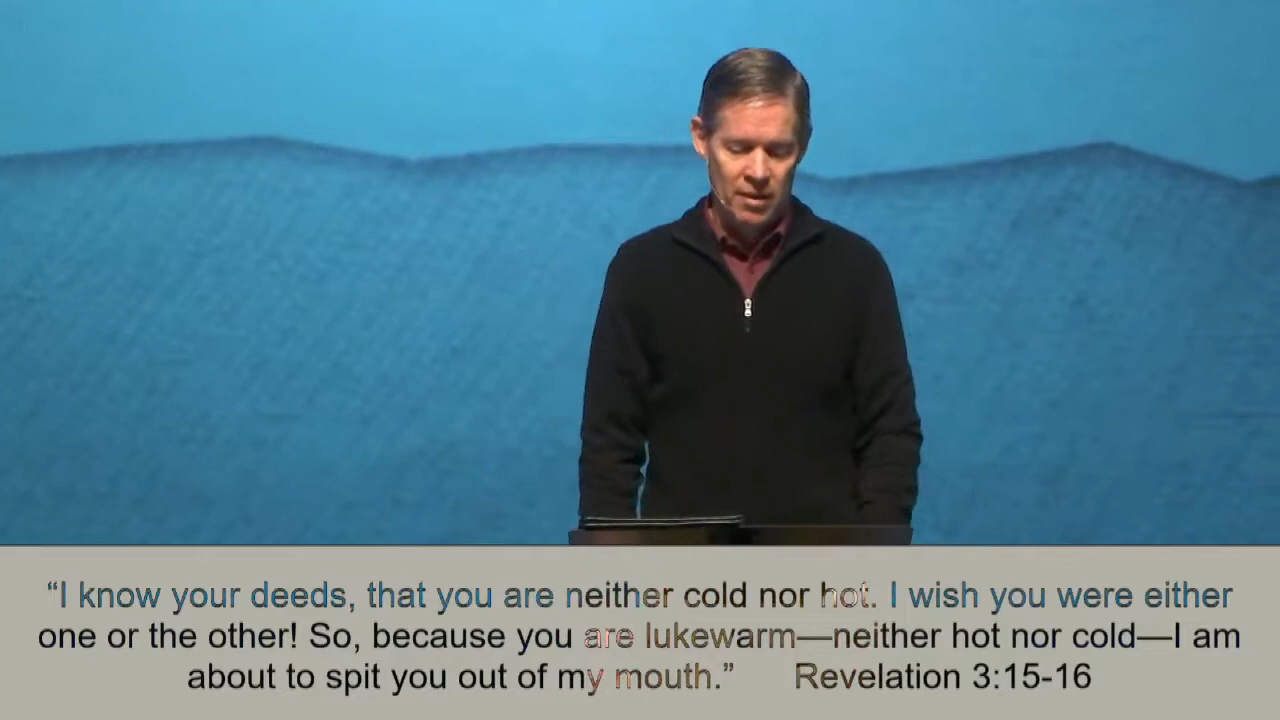 “I know your deeds, that you are neither cold nor hot. I wish you were either
one or the other! So, because you are lukewarm—neither hot nor cold—I am
about to spit you out of my mouth.” Revelation 3:15-16